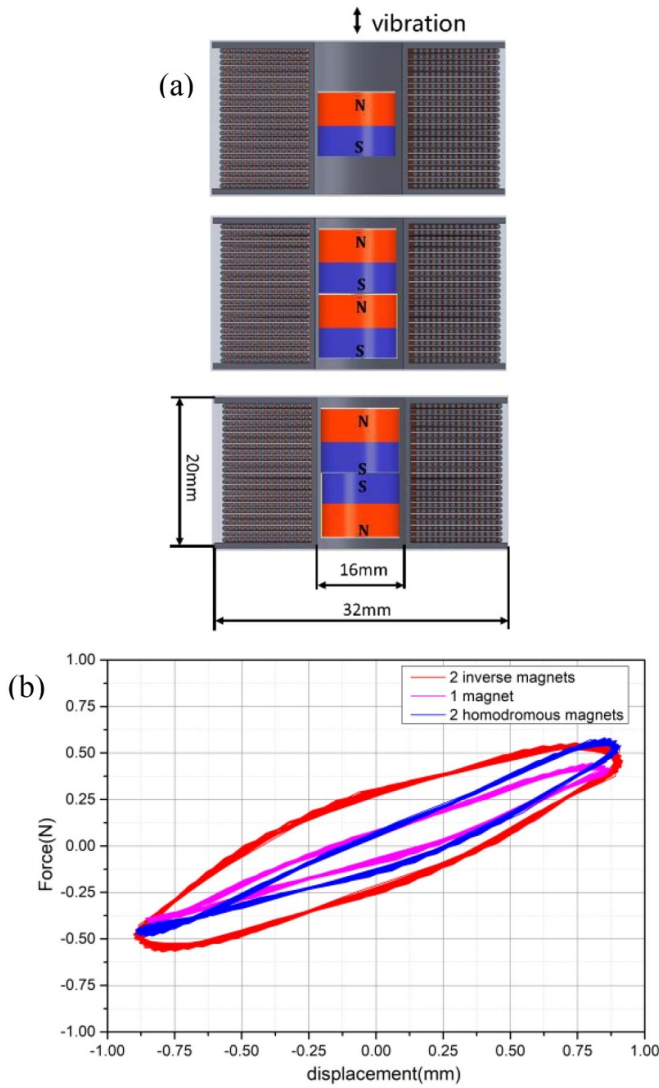 vibration
(a)
N
S
N
S
N
S
N
S
S
N
20mm
16mm
32mm
(b)
1.00
0.75
0.50
0.25
0.00
-0.25
-0.50
-0.75
-1.00
Force(N)
2 inverse magnets
1 magnet
2 homodromous magnets
-1.00 -0.75 -0.50 -0.25 0.00 0.25 0.50 0.75 1.00
displacement(mm)